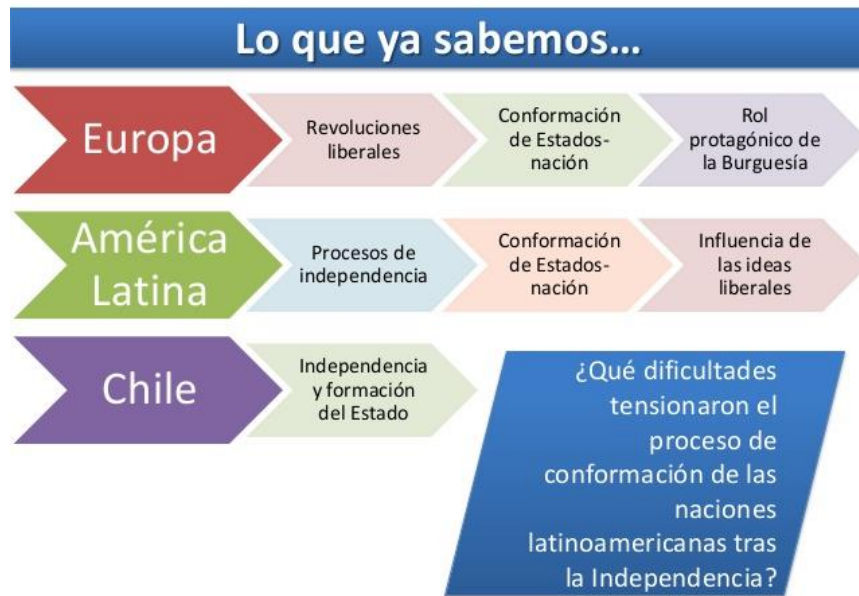 Lo que ya sabemos...
Europa
Revoluciones
liberales
Conformación
de Estados-
nación
Rol
protagónico de
la Burguesía
América
Latina
Procesos de
independencia
Conformación
de Estados-
nación
Influencia de
las ideas
liberales
Chile
Independencia
y formación
del Estado
¿Qué dificultades
tensionaron el
proceso de
conformación de las
naciones
latinoamericanas tras
la Independencia?